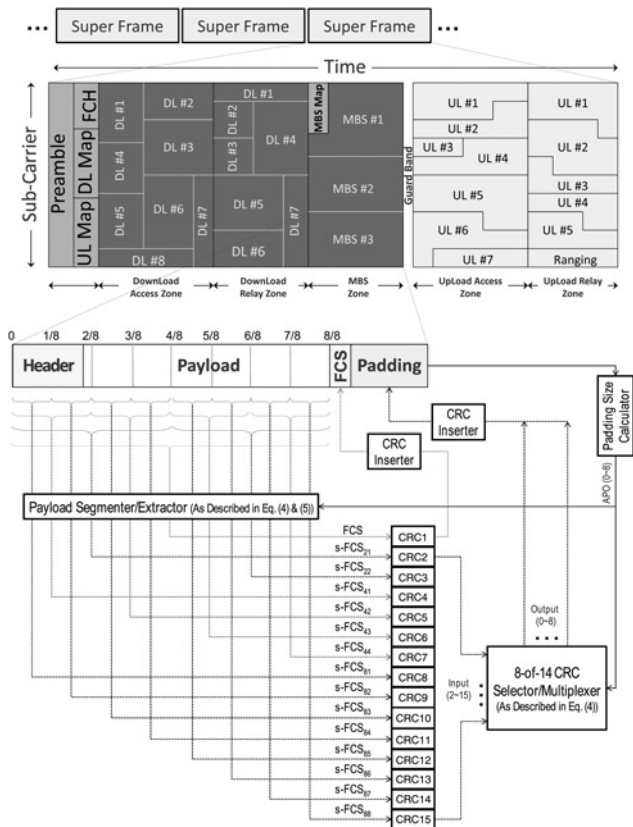 ••• Super Frame Super Frame Super Frame •••
Time
Sub-Carrier
Preamble
FCH
DL Map
UL Map
DL #1
DL #2
DL #3
DL #4
DL #5
DL #6
DL #7
DL #8
DL #1
DL #2
DL #3
DL #4
DL #5
DL #6
DL #7
MBS Map
MBS #1
MBS #2
MBS #3
Guard Band
UL #1
UL #2
UL #3
UL #4
UL #5
UL #6
UL #7
UL #1
UL #2
UL #3
UL #4
UL #5
Ranging
DownLoad
Access Zone
DownLoad
Relay Zone
MBS
Zone
UpLoad Access
Zone
UpLoad Relay
Zone
0 1/8 2/8 3/8 4/8 5/8 6/8 7/8 8/8
Header Payload FCS Padding
CRC
Inserter
CRC
Inserter
Padding Size
Calculator
APO (0~8)
Payload Segmenter/Extractor (As Described in Eq. (4) & (5))
FCS CRC1
s-FCS21 CRC2
s-FCS22 CRC3
s-FCS41 CRC4
s-FCS42 CRC5
s-FCS43 CRC6
s-FCS44 CRC7
s-FCS81 CRC8
s-FCS82 CRC9
s-FCS83 CRC10
s-FCS84 CRC11
s-FCS85 CRC12
s-FCS86 CRC13
s-FCS87 CRC14
s-FCS88 CRC15
Output
(0~8)
•••
Input
(2~15)
8-of-14 CRC
Selector/Multiplexer
(As Described in Eq. (4))